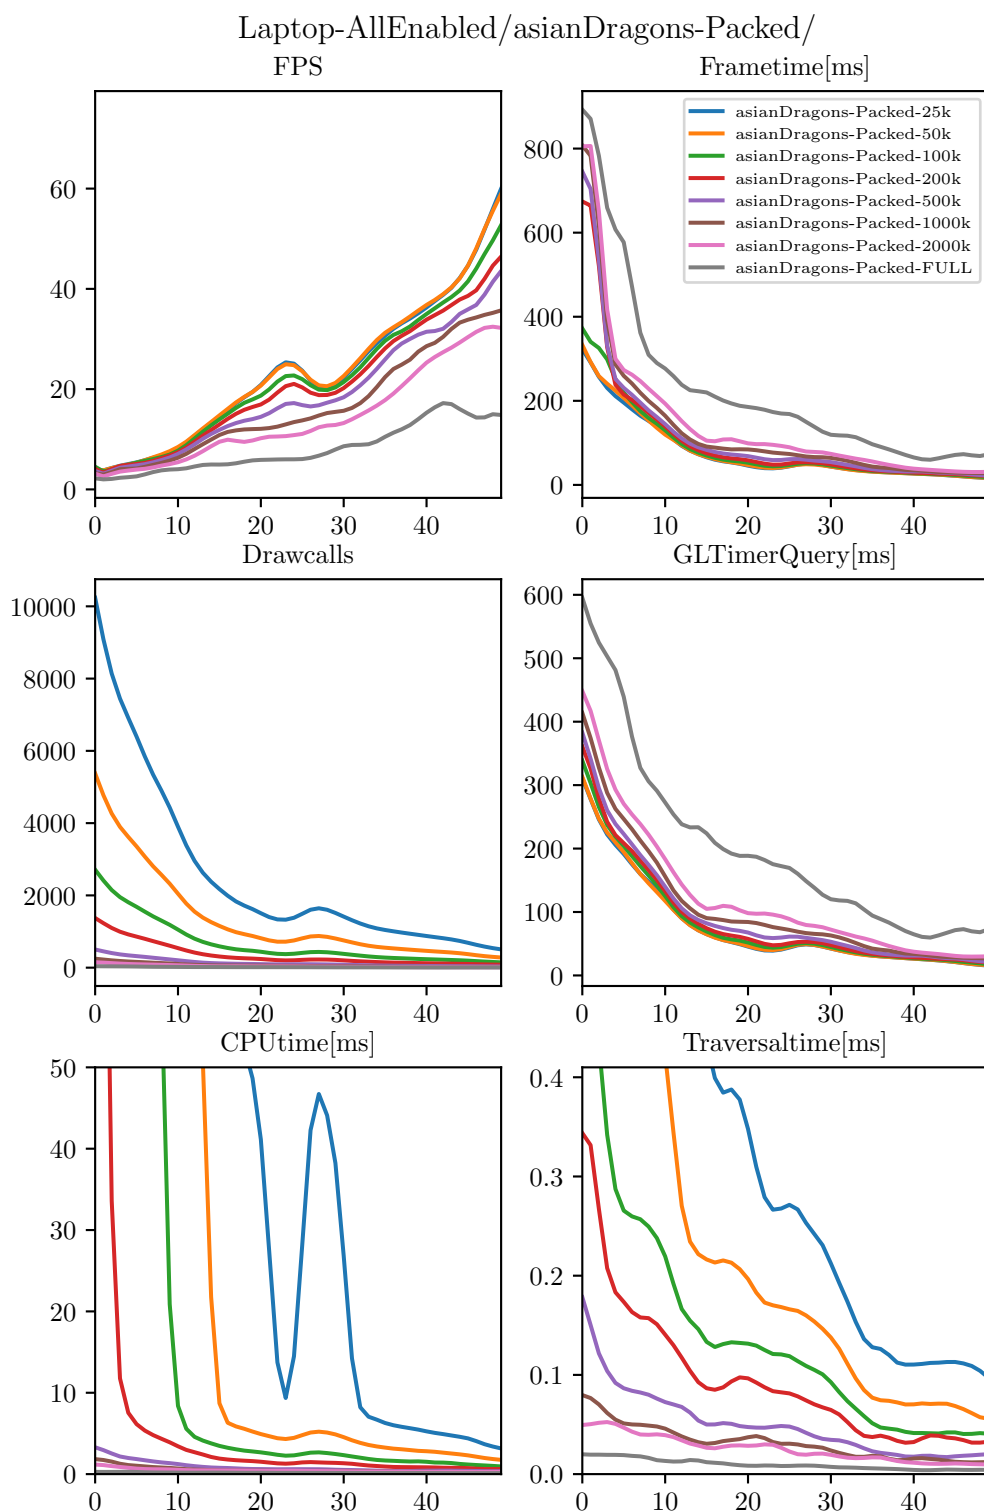 Laptop-AllEnabled/asianDragons-Packed/
FPS
Frametime[ms]
60
40
20
0
0 10 20 30 40
800
600
400
200
0
0 10 20 30 40
asianDragons-Packed-25k
asianDragons-Packed-50k
asianDragons-Packed-100k
asianDragons-Packed-200k
asianDragons-Packed-500k
asianDragons-Packed-1000k
asianDragons-Packed-2000k
asianDragons-Packed-FULL
Drawcalls
GLTimerQuery[ms]
10000
8000
6000
4000
2000
0
0 10 20 30 40
600
500
400
300
200
100
0
0 10 20 30 40
CPUtime[ms]
Traversaltime[ms]
50
40
30
20
10
0
0 10 20 30 40
0.4
0.3
0.2
0.1
0.0
0 10 20 30 40